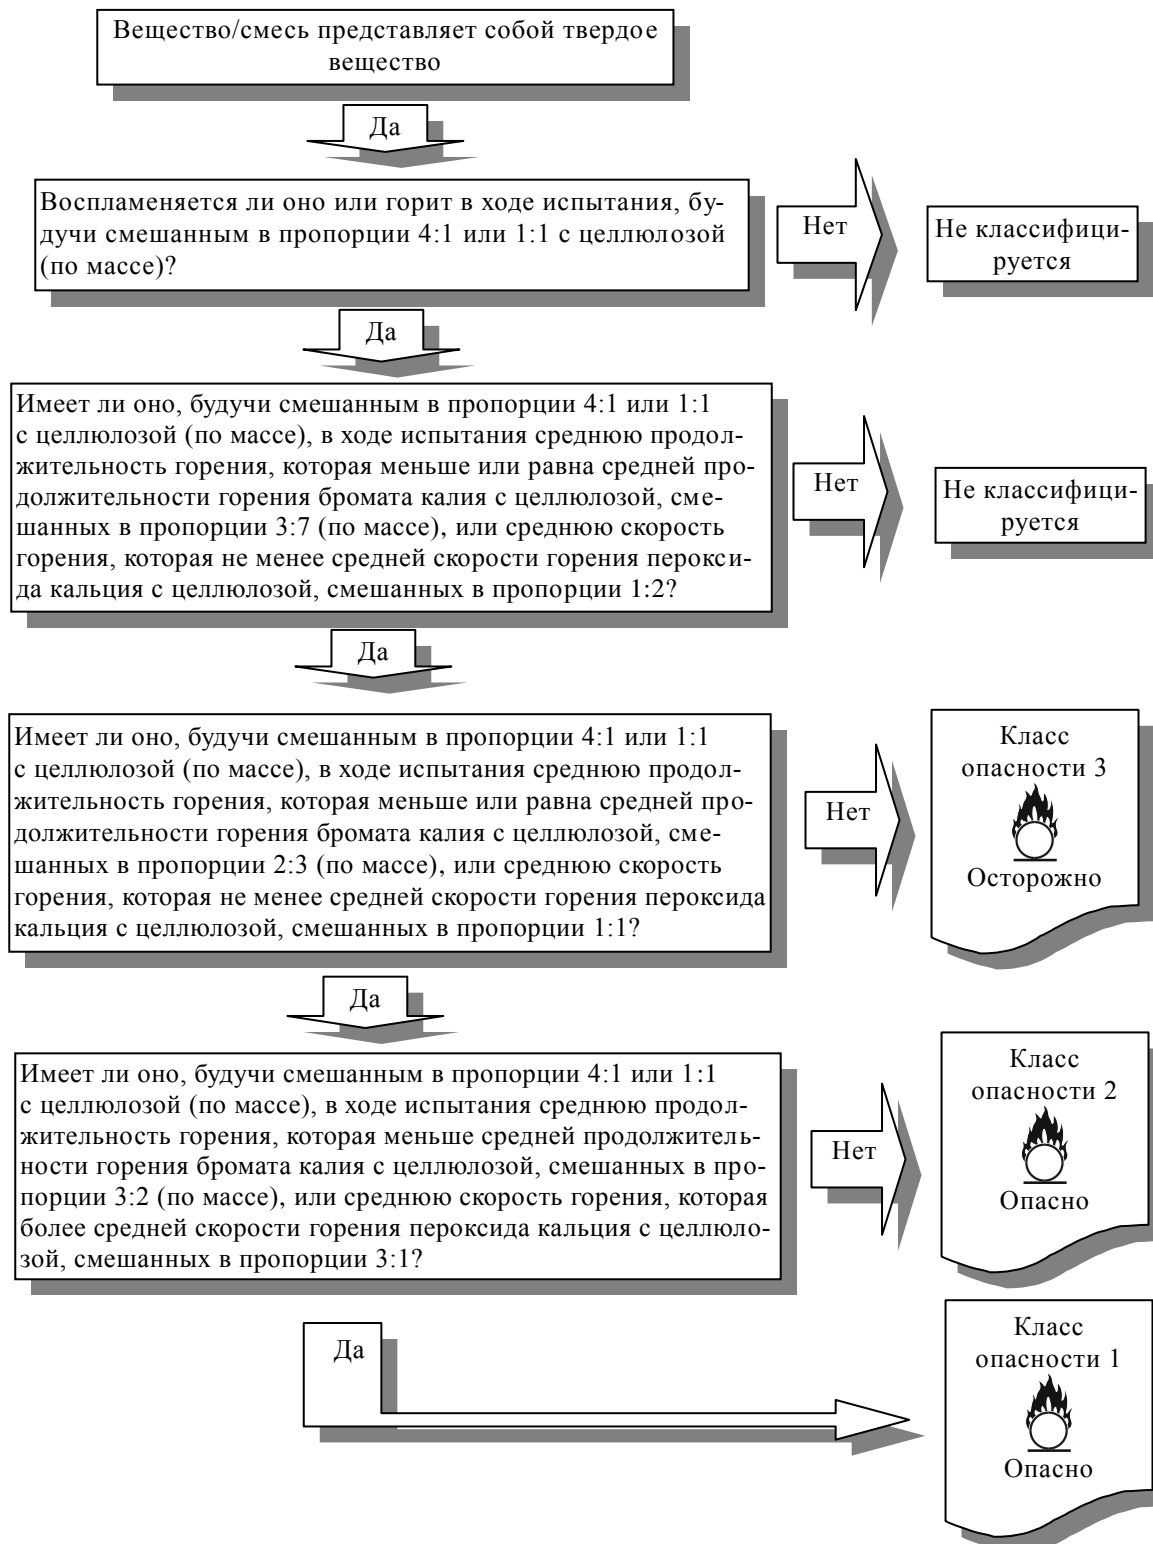 Вещество/смесь представляет собой твердое
вещество
Да
Воспламеняется ли оно или горит в ходе испытания, бу-
дучи смешанным в пропорции 4:1 или 1:1 с целлюлозой
(по массе)?
Нет
Не классифици-
руется
Да
Имеет ли оно, будучи смешанным в пропорции 4:1 или 1:1
с целлюлозой (по массе), в ходе испытания среднюю продол-
жительность горения, которая меньше или равна средней про-
должительности горения бромата калия с целлюлозой, сме-
шанных в пропорции 3:7 (по массе), или среднюю скорость
горения, которая не менее средней скорости горения перокси-
да кальция с целлюлозой, смешанных в пропорции 1:2?
Нет
Не классифици-
руется
Да
Имеет ли оно, будучи смешанным в пропорции 4:1 или 1:1
с целлюлозой (по массе), в ходе испытания среднюю продол-
жительность горения, которая меньше или равна средней про-
должительности горения бромата калия с целлюлозой, сме-
шанных в пропорции 2:3 (по массе), или среднюю скорость
горения, которая не менее средней скорости горения пероксида
кальция с целлюлозой, смешанных в пропорции 1:1?
Нет
Класс
опасности 3
Осторожно
Да
Имеет ли оно, будучи смешанным в пропорции 4:1 или 1:1
с целлюлозой (по массе), в ходе испытания среднюю продол-
жительность горения, которая меньше средней продолжитель-
ности горения бромата калия с целлюлозой, смешанных в про-
порции 3:2 (по массе), или среднюю скорость горения, которая
более средней скорости горения пероксида кальция с целлюло-
зой, смешанных в пропорции 3:1?
Нет
Класс
опасности 2
Опасно
Да
Класс
опасности 1
Опасно